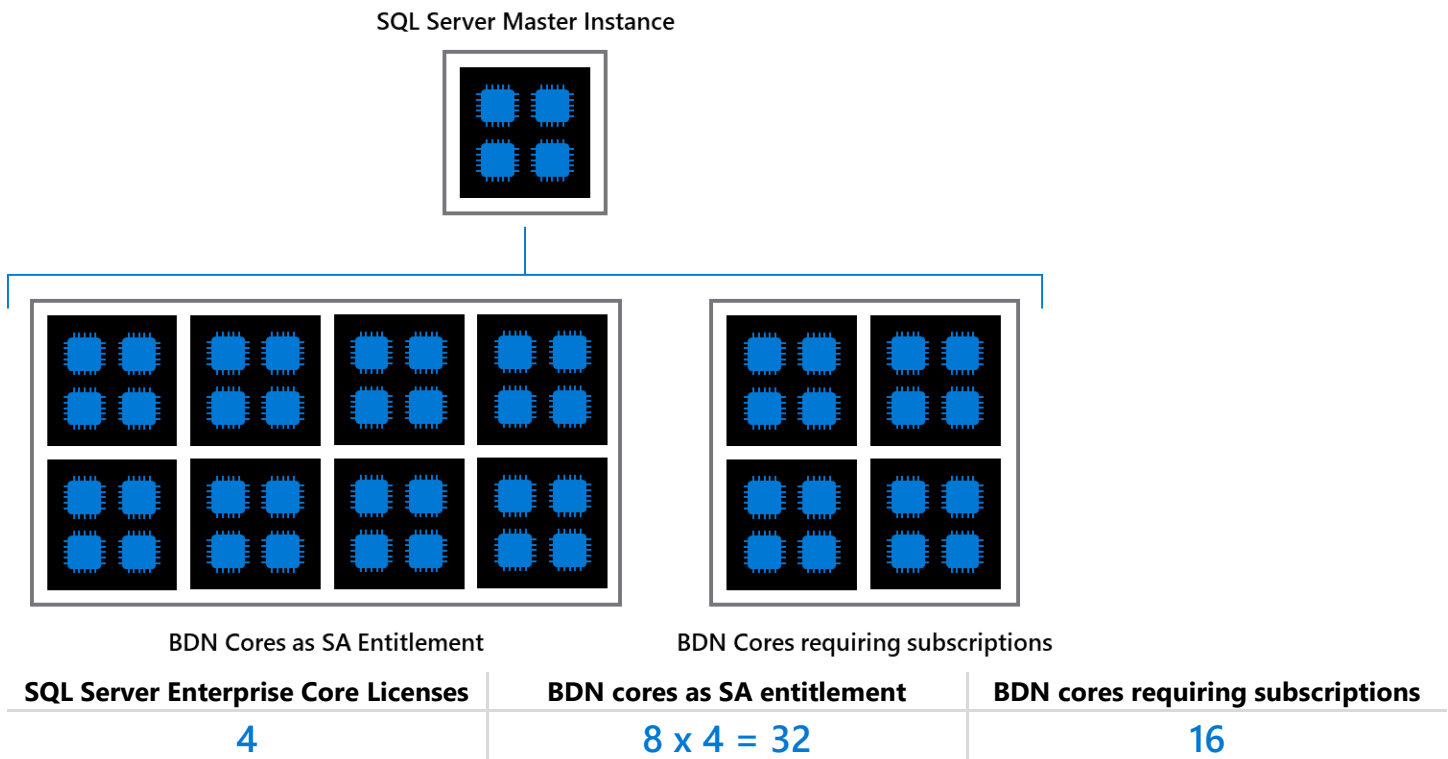 SQL Server Master Instance
BDN Cores as SA Entitlement
BDN Cores requiring subscriptions
SQL Server Enterprise Core Licenses
BDN cores as SA entitlement
BDN cores requiring subscriptions
4
8 x 4 = 32
16